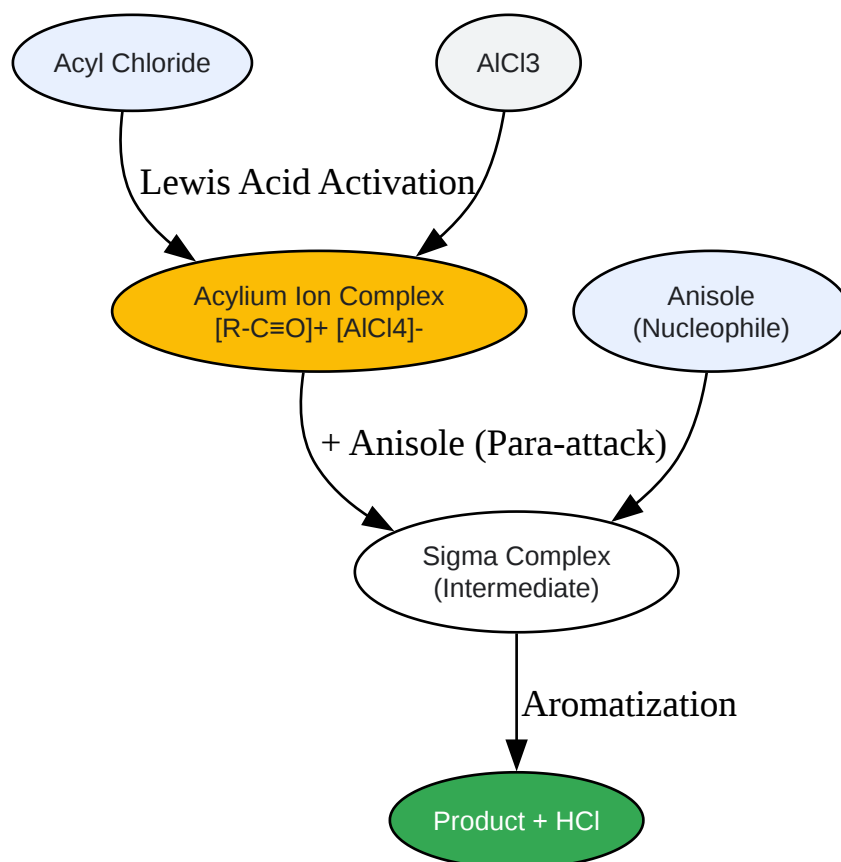 Acyl Chloride
AlCl3
Lewis Acid Activation
Acylium Ion Complex
[R-C≡O]+ [AlCl4]-
Anisole
(Nucleophile)
+ Anisole (Para-attack)
Sigma Complex
(Intermediate)
Aromatization
Product + HCl